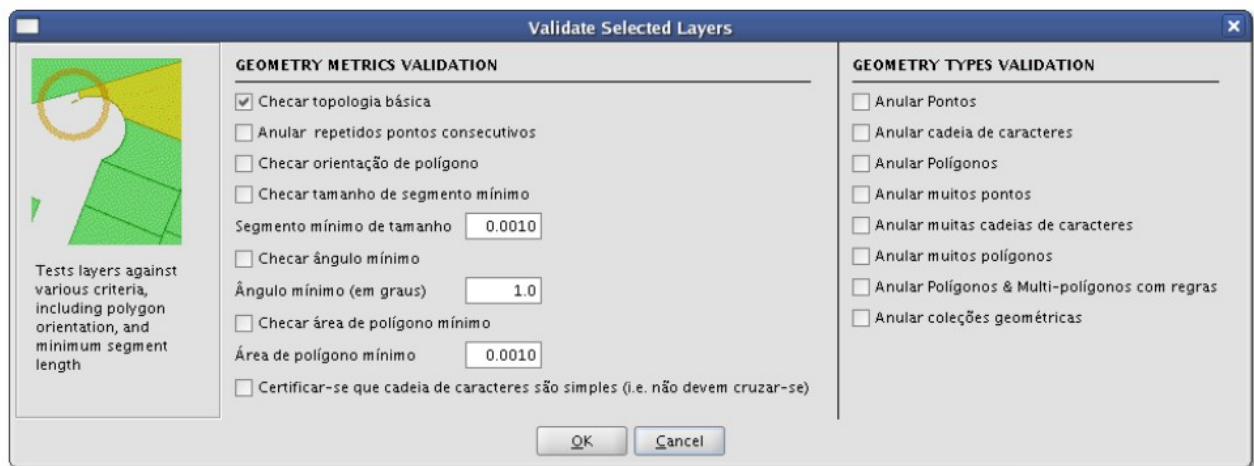 Validate Selected Layers
Tests layers against
various criteria,
including polygon
orientation, and
minimum segment
length
GEOMETRY METRICS VALIDATION
Checar topologia básica
Anular repetidos pontos consecutivos
Checar orientação de polígono
Checar tamanho de segmento mínimo
Segmento mínimo de tamanho 0.0010
Checar ângulo mínimo
Ângulo mínimo (em graus) 1.0
Checar área de polígono mínimo
Área de polígono mínimo 0.0010
Certificar-se que cadeia de caracteres são simples (i.e. não devem cruzar-se)
GEOMETRY TYPES VALIDATION
Anular Pontos
Anular cadeia de caracteres
Anular Polígonos
Anular muitos pontos
Anular muitas cadeias de caracteres
Anular muitos polígonos
Anular Polígonos & Multi-polígonos com regras
Anular coleções geométricas
OK Cancel